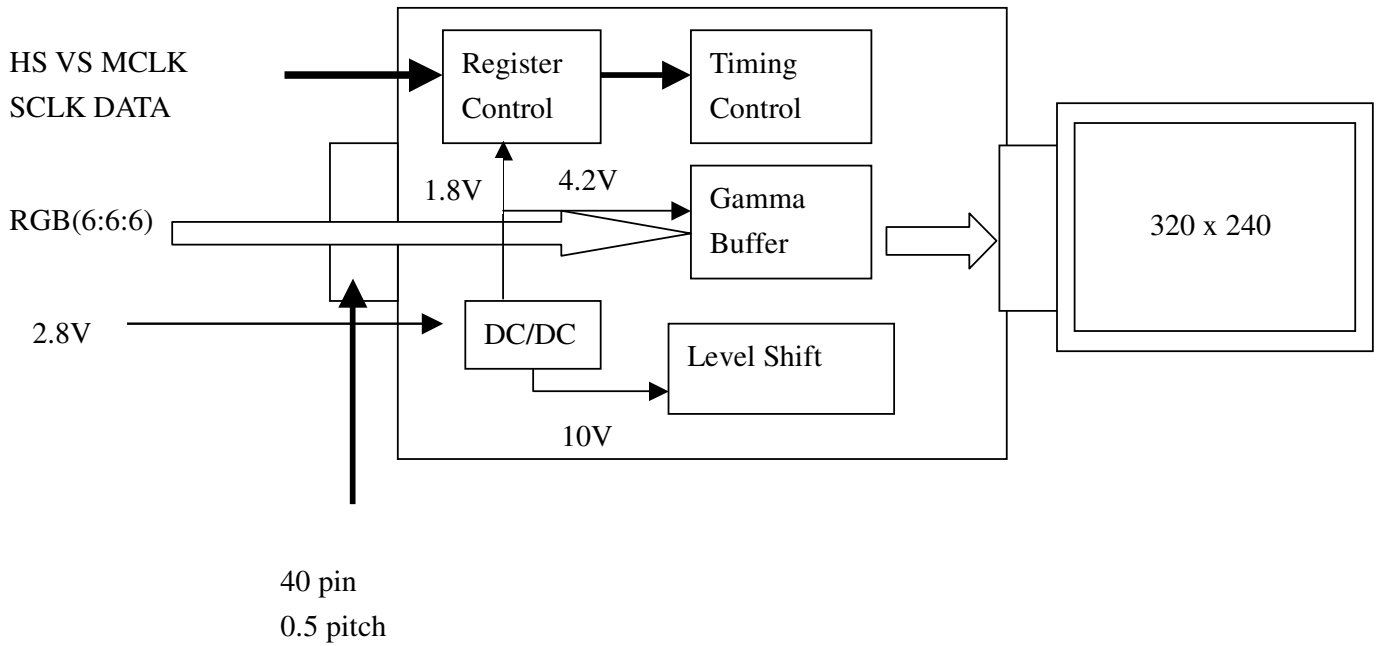 HS VS MCLK
SCLK DATA
Register
Control
Timing
Control
1.8V
4.2V
RGB(6:6:6)
Gamma
Buffer
320 x 240
2.8V
DC/DC
Level Shift
10V
40 pin
0.5 pitch